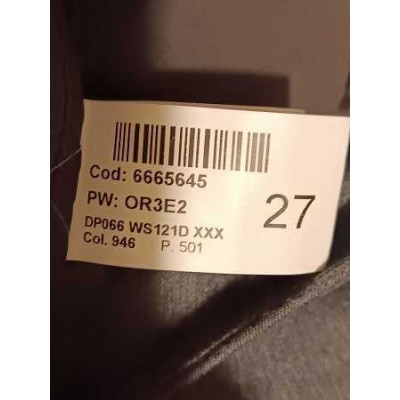 Cod: 6665645
PW: OR3E2
27
DP066 WS121D XXX
Col. 946 P. 501